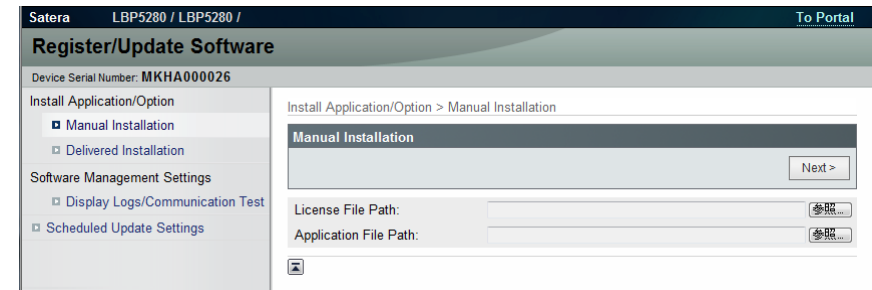 Satera LBP5280 / LBP5280 / To Portal
Register/Update Software
Device Serial Number: MKHA000026
Install Application/Option
Manual Installation
Delivered Installation
Software Management Settings
Display Logs/Communication Test
Scheduled Update Settings
Install Application/Option > Manual Installation
Manual Installation
Next >
License File Path: 参照...
Application File Path: 参照...